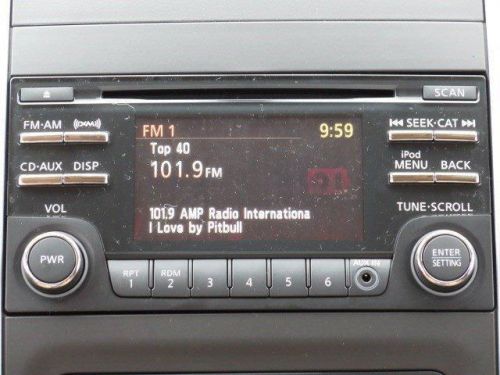 SCAN
FM·AM
SEEK·CAT
CD·AUX DISP
iPod
MENU BACK
VOL
TUNE·SCROLL
FM 1 9:59
Top 40
101.9 FM
101.9 AMP Radio Internationa
I Love by Pitbull
PWR
RPT
1
RDM
2
3
4
5
6
AUX IN
ENTER
SETTING